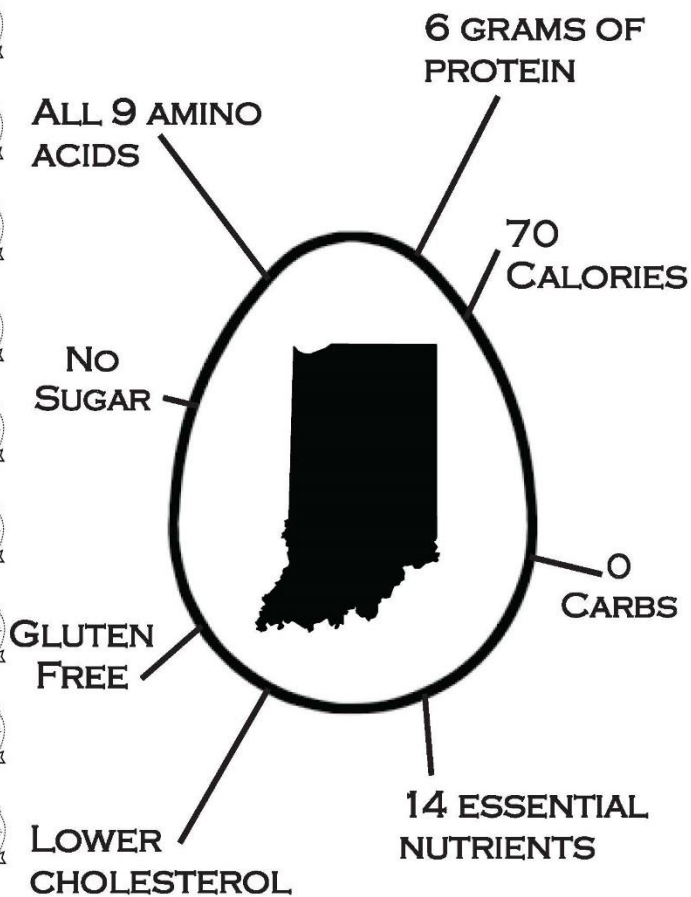 6 GRAMS OF
PROTEIN
ALL 9 AMINO
ACIDS
70
CALORIES
NO
SUGAR
0
CARBS
GLUTEN
FREE
14 ESSENTIAL
NUTRIENTS
LOWER
CHOLESTEROL